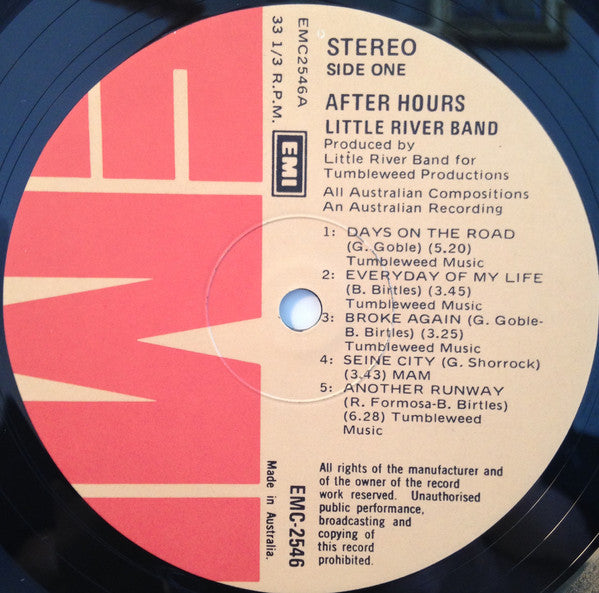 STEREO
SIDE ONE
AFTER HOURS
LITTLE RIVER BAND
Produced by
Little River Band for
Tumbleweed Productions
All Australian Compositions
An Australian Recording
1: DAYS ON THE ROAD
(G. Goble) (5.20)
Tumbleweed Music
2: EVERYDAY OF MY LIFE
(B. Birtles) (3.45)
Tumbleweed Music
3: BROKE AGAIN (G. Goble-
B. Birtles) (3.25)
Tumbleweed Music
4: SEINE CITY (G. Shorrock)
(3.43) MAM
5: ANOTHER RUNWAY
(R. Formosa-B. Birtles)
(6.28) Tumbleweed
Music
All rights of the manufacturer and
of the owner of the record
work reserved. Unauthorised
public performance,
broadcasting and
copying of
this record
prohibited.
EMC2546A
33 1/3 R.P.M.
EMI
EMC-2546
Made in Australia.
EMI